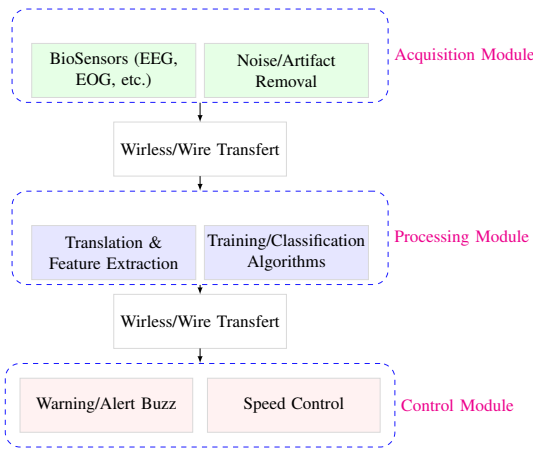 BioSensors (EEG,
EOG, etc.)
Noise/Artifact
Removal
Acquisition Module
Wirless/Wire Transfert
Translation &
Feature Extraction
Training/Classification
Algorithms
Processing Module
Wirless/Wire Transfert
Warning/Alert Buzz
Speed Control
Control Module